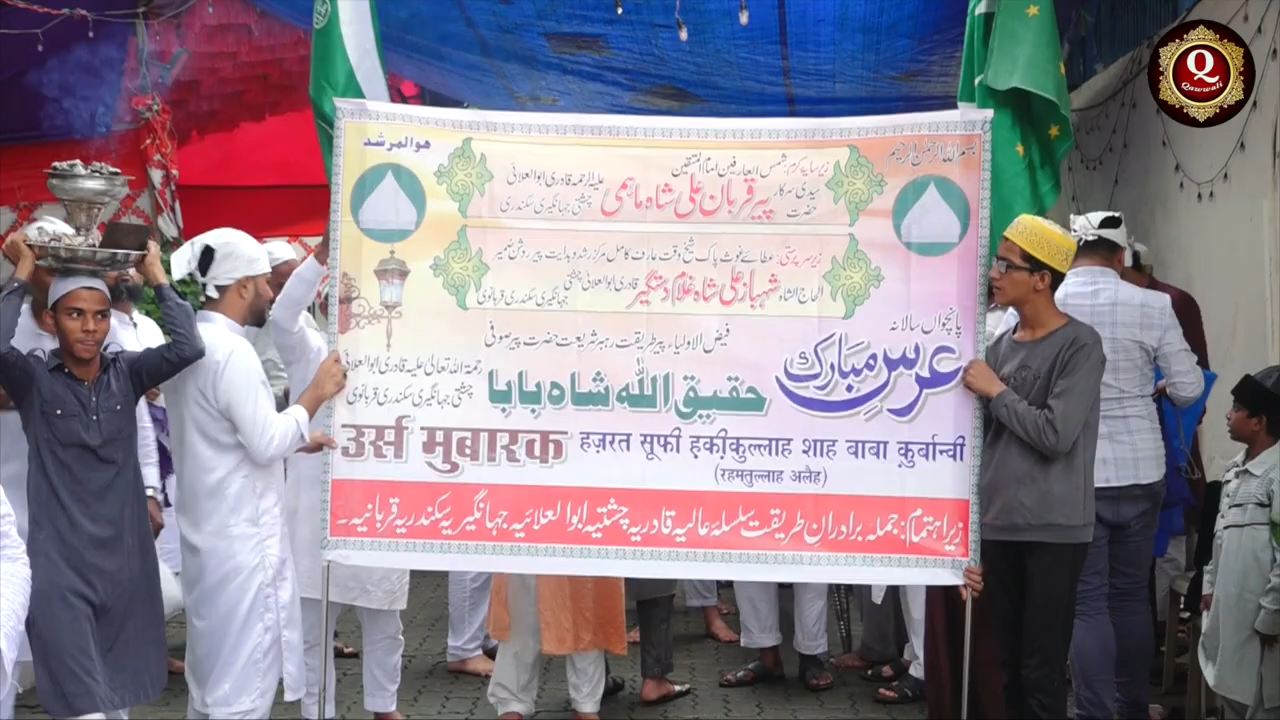 Q
Qawwali
هوالمرشد
بسم اللہ الرحمٰن الرحیم
زیر سایۂ کرم: شمس العارفین امام المتقین
سیدی سرکار
حضرت
پیر قربان علی شاہ ماہمی
علیہ الرحمہ قادری ابوالعلائی
چشتی جہانگیری سکندری
زیر سرپرستی: عطائے غوث پاک شیخ وقت عارف کامل مرکز رشد و ہدایت پیر روشن ضمیر
الحاج الشاہ شہباز علی شاہ غلام دستگیر
قادری ابوالعلائی چشتی
جہانگیری سکندری قربانوی
پانچواں سالانہ
عرس مبارک
فیض الاولیاء پیر طریقت رہبر شریعت حضرت پیر صوفی
حقیق اللہ شاہ بابا
رحمۃ اللہ تعالیٰ علیہ قادری ابوالعلائی
چشتی جہانگیری سکندری قربانوی
उर्स मुबारक हज़रत सूफी हक़ीक़ुल्लाह शाह बाबा क़ुर्बान्वी
(रहमतुल्लाह अलैह)
زیر اہتمام: جملہ برادرانِ طریقت سلسلۂ عالیہ قادریہ چشتیہ ابوالعلائیہ جہانگیریہ سکندریہ قربانیہ۔